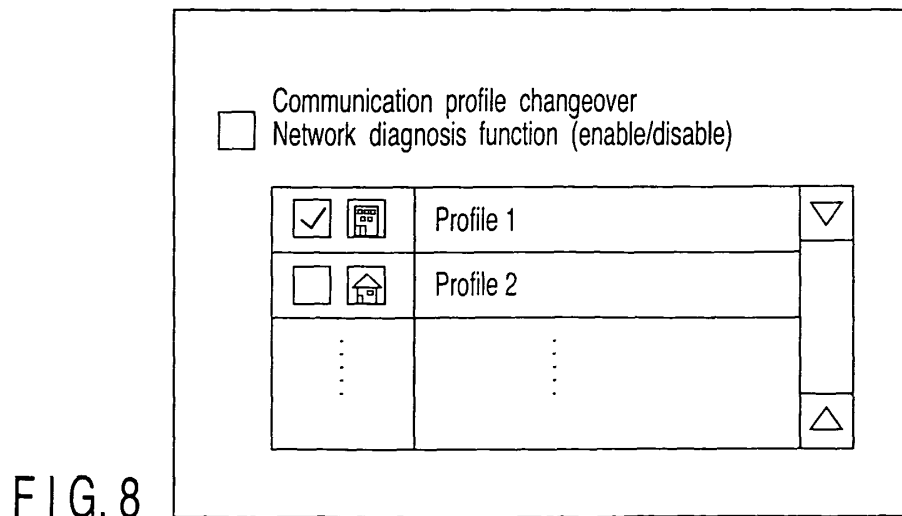 Communication profile changeover
Network diagnosis function (enable/disable)
Profile 1
Profile 2
FIG. 8